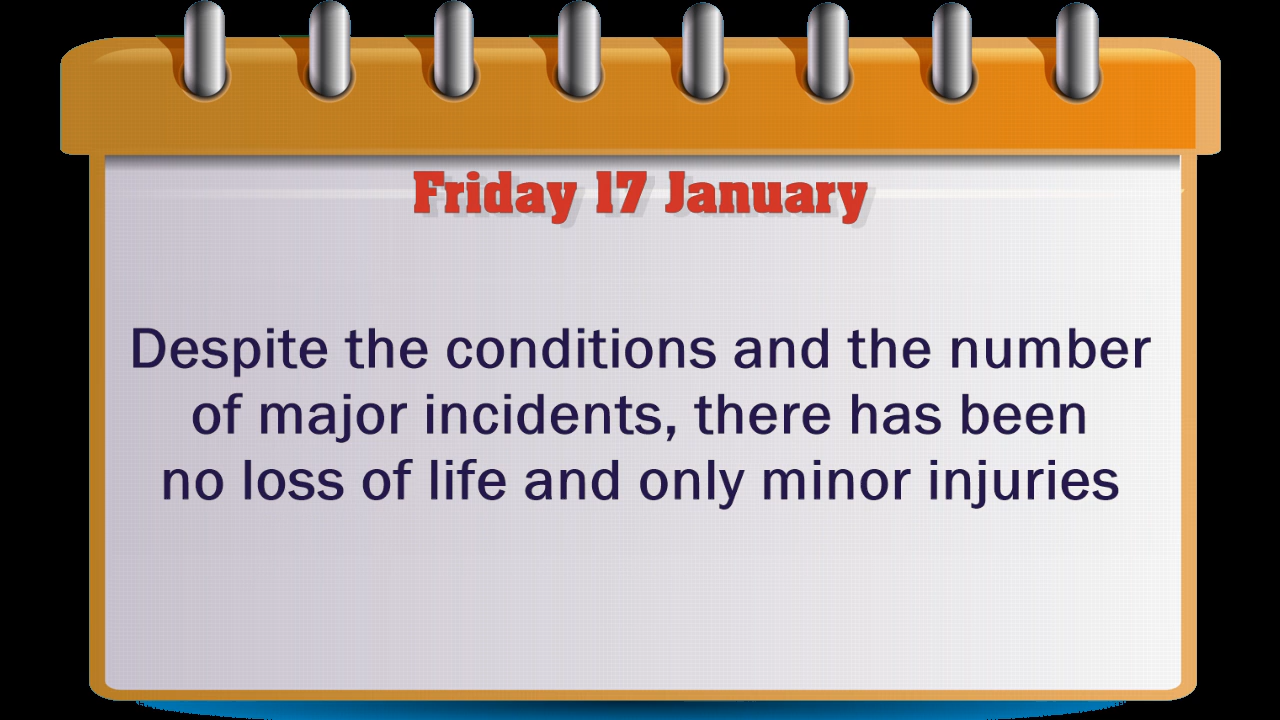 Friday 17 January
Despite the conditions and the number
of major incidents, there has been
no loss of life and only minor injuries